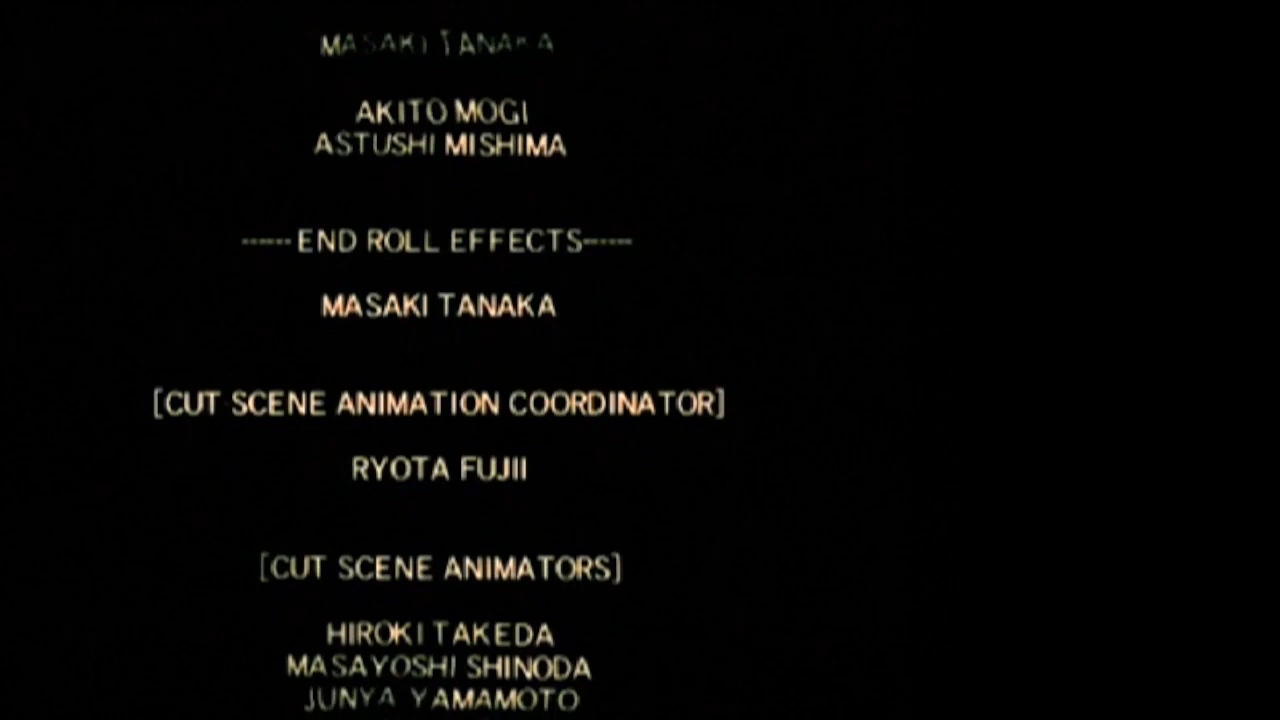 MASAKI TANAKA
AKITO MOGI
ASTUSHI MISHIMA
------END ROLL EFFECTS------
MASAKI TANAKA
[CUT SCENE ANIMATION COORDINATOR]
RYOTA FUJII
[CUT SCENE ANIMATORS]
HIROKI TAKEDA
MASAYOSHI SHINODA
JUNYA YAMAMOTO